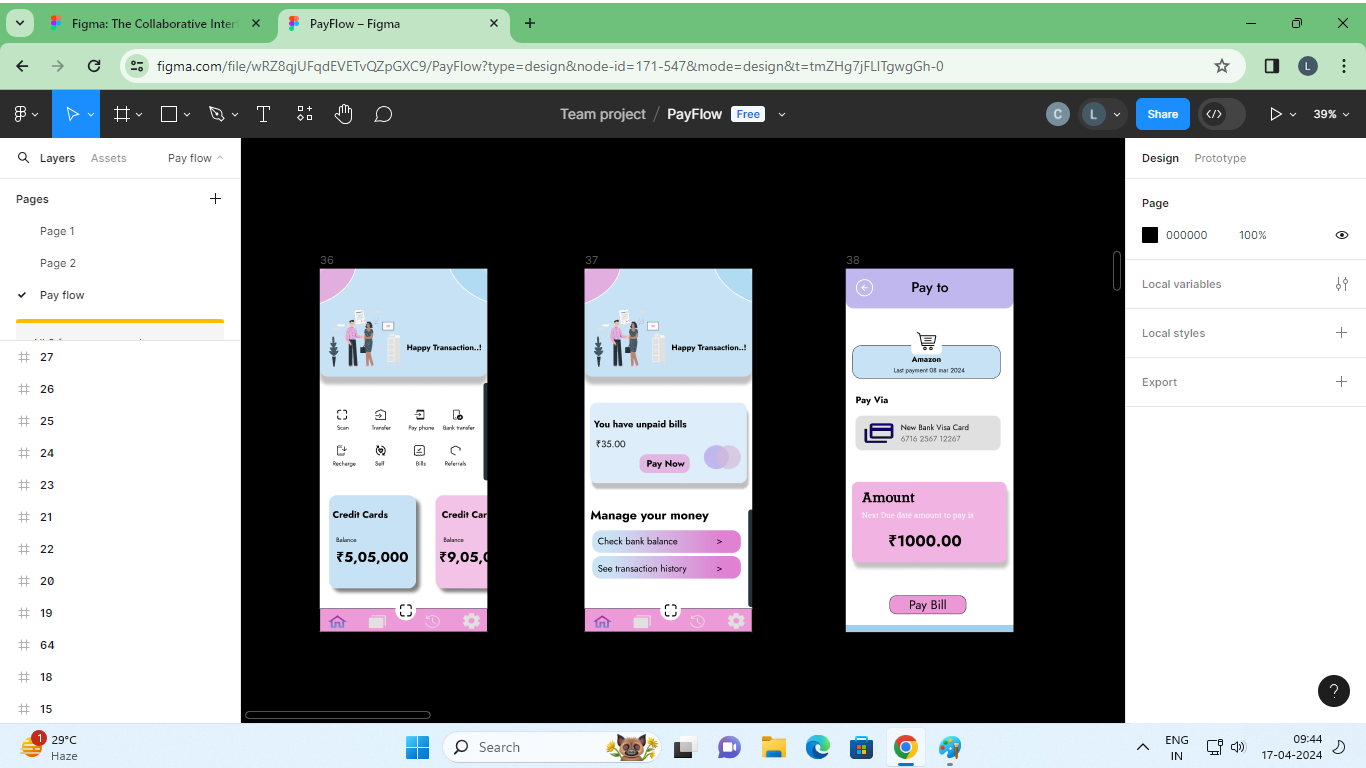 Figma: The Collaborative Inter
PayFlow – Figma
figma.com/file/wRZ8qjUFqdEVETvQZpGXC9/PayFlow?type=design&node-id=171-547&mode=design&t=tmZHg7jFLlTgwgGh-0
L
Team project / PayFlow Free
C
L
Share
39%
Layers
Assets
Pay flow
Pages
Page 1
Page 2
Pay flow
27
26
25
24
23
21
22
20
19
64
18
15
36
Happy Transaction..!
Scan
Transfer
Pay phone
Bank transfer
Recharge
Self
Bills
Referrals
Credit Cards
Balance
₹5,05,000
Credit Car
Balance
₹9,05,0
37
Happy Transaction..!
You have unpaid bills
₹35.00
Pay Now
Manage your money
Check bank balance >
See transaction history >
38
Pay to
Amazon
Last payment 08 mar 2024
Pay Via
New Bank Visa Card
6716 2567 12267
Amount
Next Due date amount to pay is
₹1000.00
Pay Bill
Design
Prototype
Page
000000
100%
Local variables
Local styles
Export
?
1
29°C
Haze
Search
ENG
IN
09:44
17-04-2024